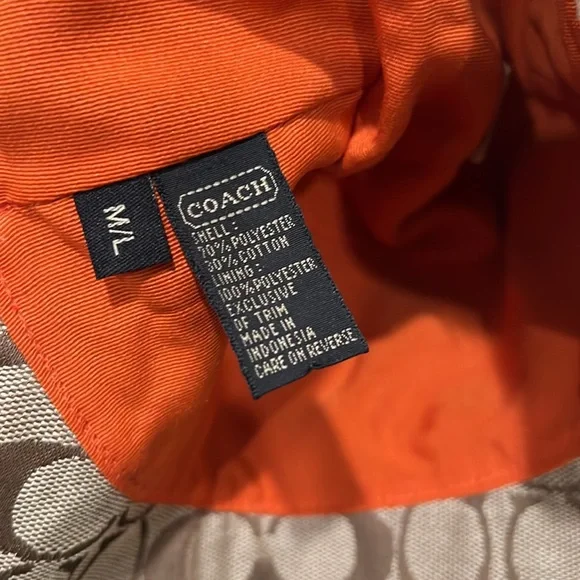 M/L
COACH
SHELL:
70% POLYESTER
30% COTTON
LINING:
100% POLYESTER
EXCLUSIVE
OF TRIM
MADE IN
INDONESIA
CARE ON REVERSE